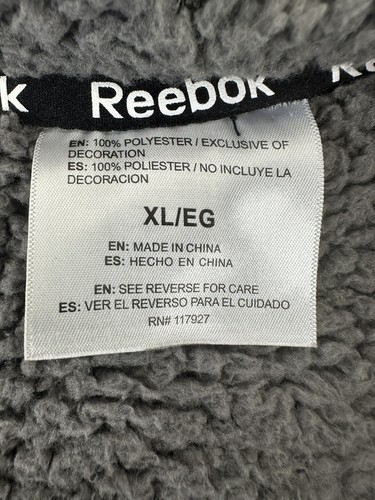 k Reebok
EN: 100% POLYESTER / EXCLUSIVE OF
DECORATION
ES: 100% POLIESTER / NO INCLUYE LA
DECORACION
XL/EG
EN: MADE IN CHINA
ES: HECHO EN CHINA
EN: SEE REVERSE FOR CARE
ES: VER EL REVERSO PARA EL CUIDADO
RN# 117927